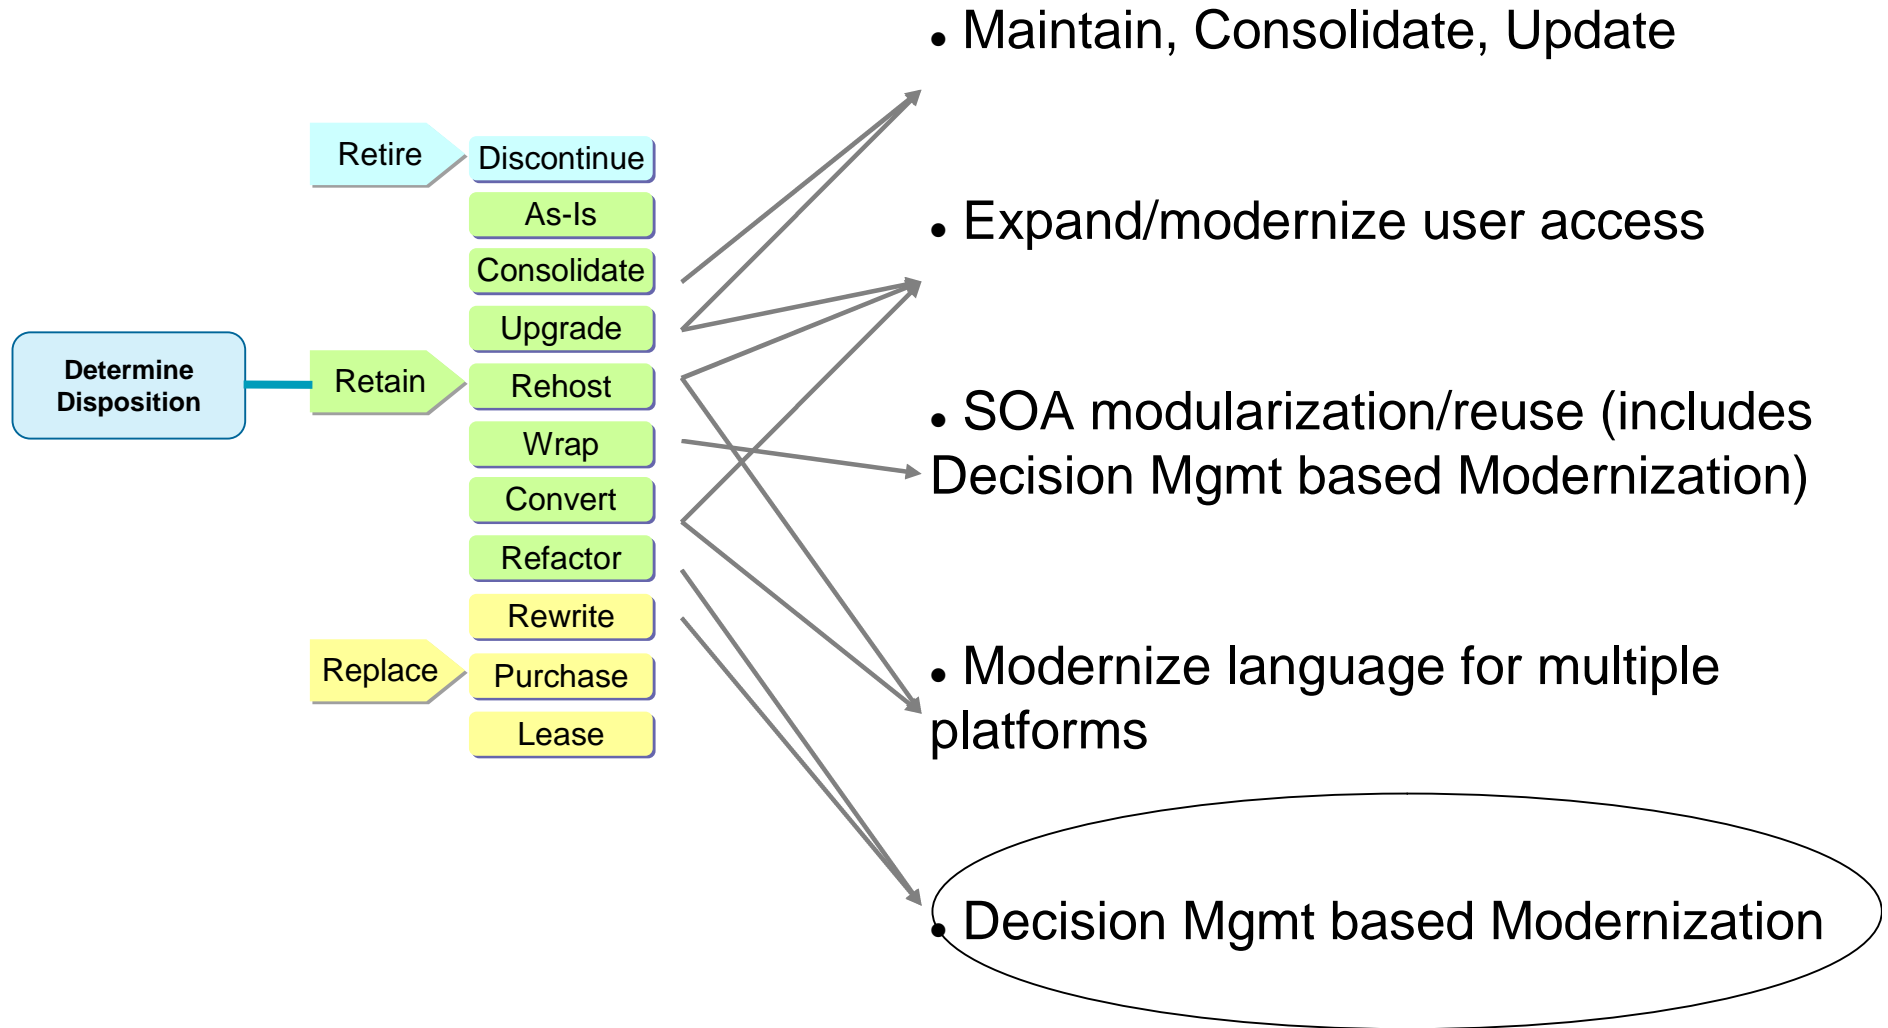 Determine
Disposition
Retire
Retain
Replace
Discontinue
As-Is
Consolidate
Upgrade
Rehost
Wrap
Convert
Refactor
Rewrite
Purchase
Lease
• Maintain, Consolidate, Update
• Expand/modernize user access
• SOA modularization/reuse (includes
Decision Mgmt based Modernization)
• Modernize language for multiple
platforms
• Decision Mgmt based Modernization